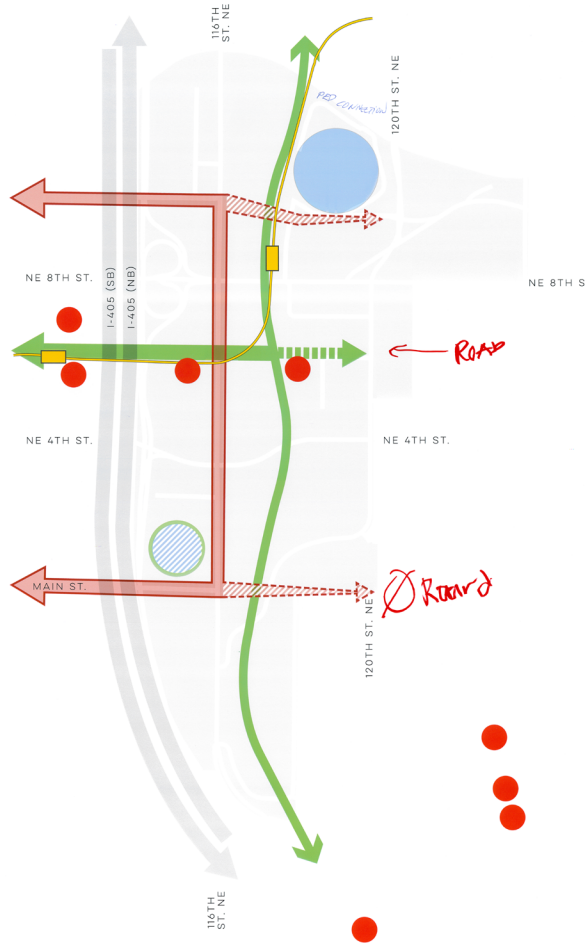 116TH
ST. NE
120TH ST. NE
PED CONNECTION
NE 8TH ST.
I-405 (SB)
I-405 (NB)
NE 8TH S
ROAD
NE 4TH ST.
NE 4TH ST.
MAIN ST.
120TH ST. NE
116TH
ST. NE